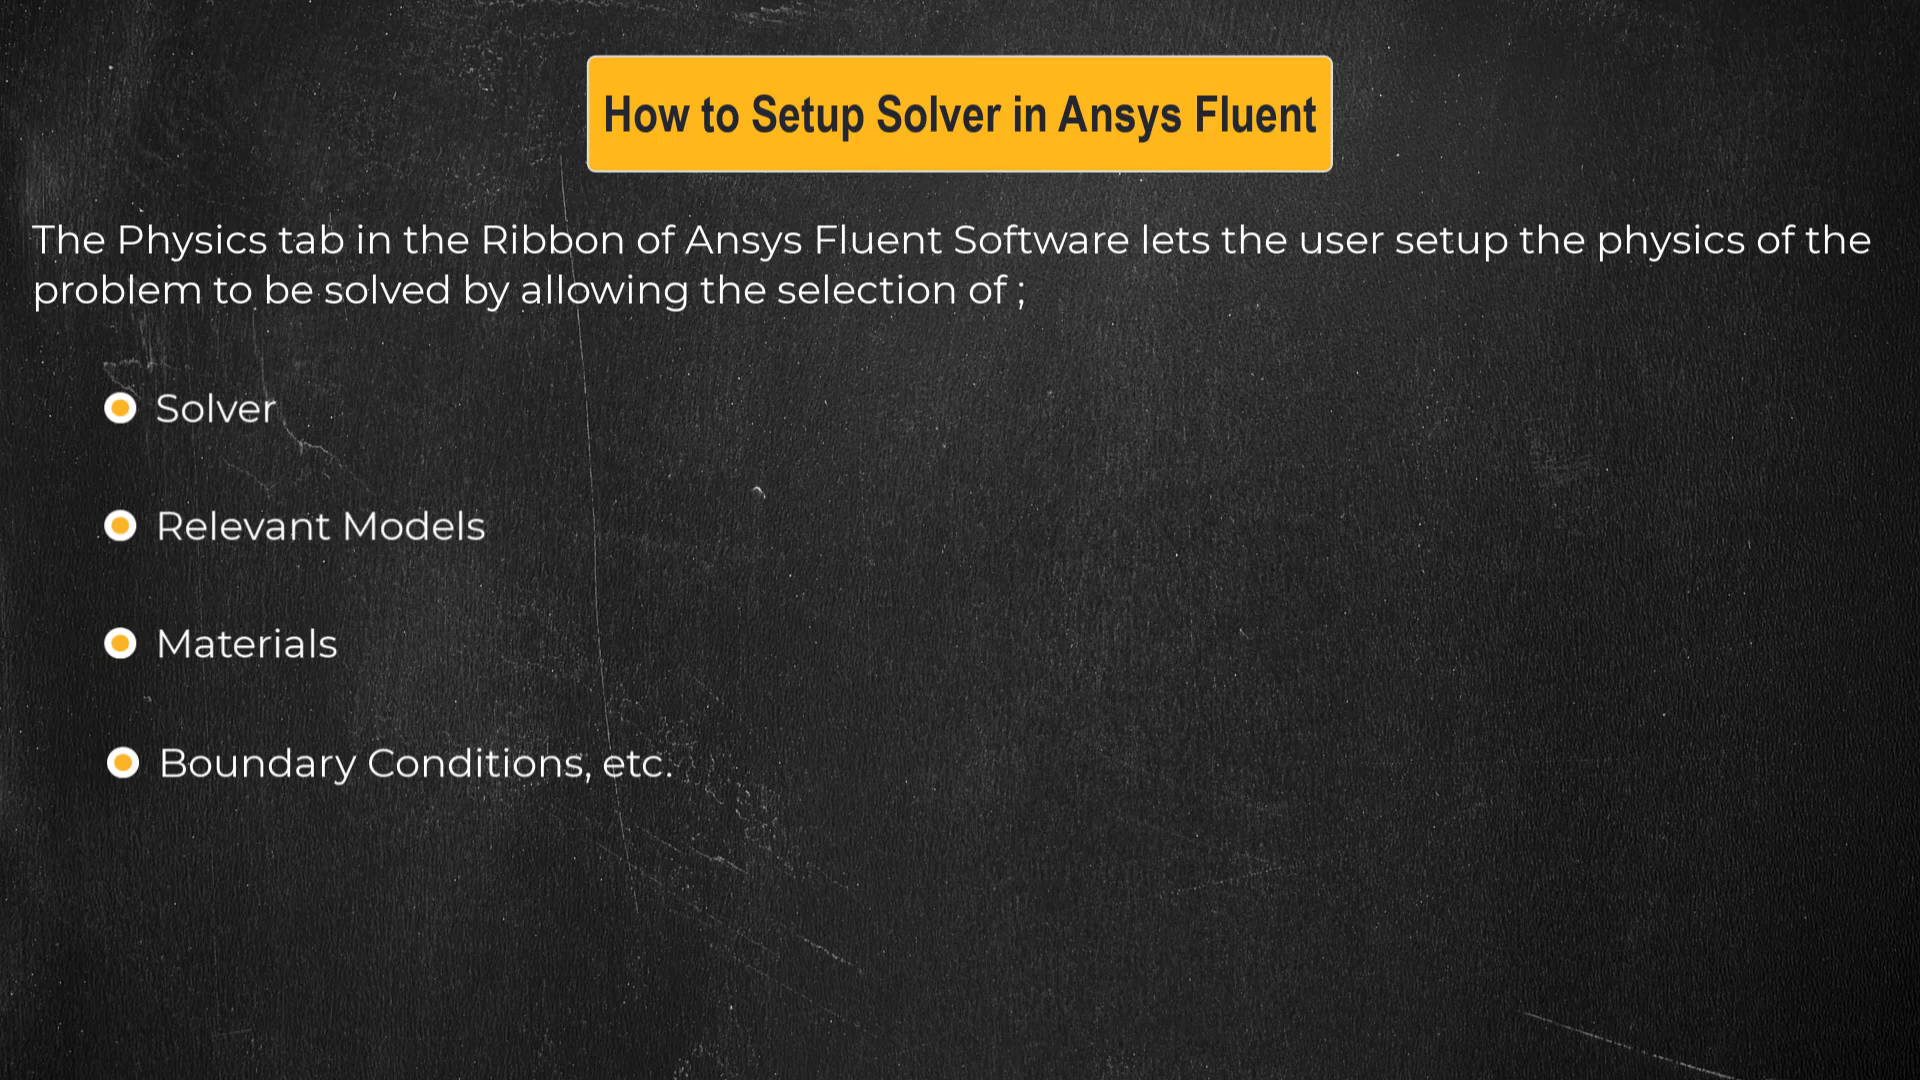 How to Setup Solver in Ansys Fluent
The Physics tab in the Ribbon of Ansys Fluent Software lets the user setup the physics of the
problem to be solved by allowing the selection of ;
Solver
Relevant Models
Materials
Boundary Conditions, etc.